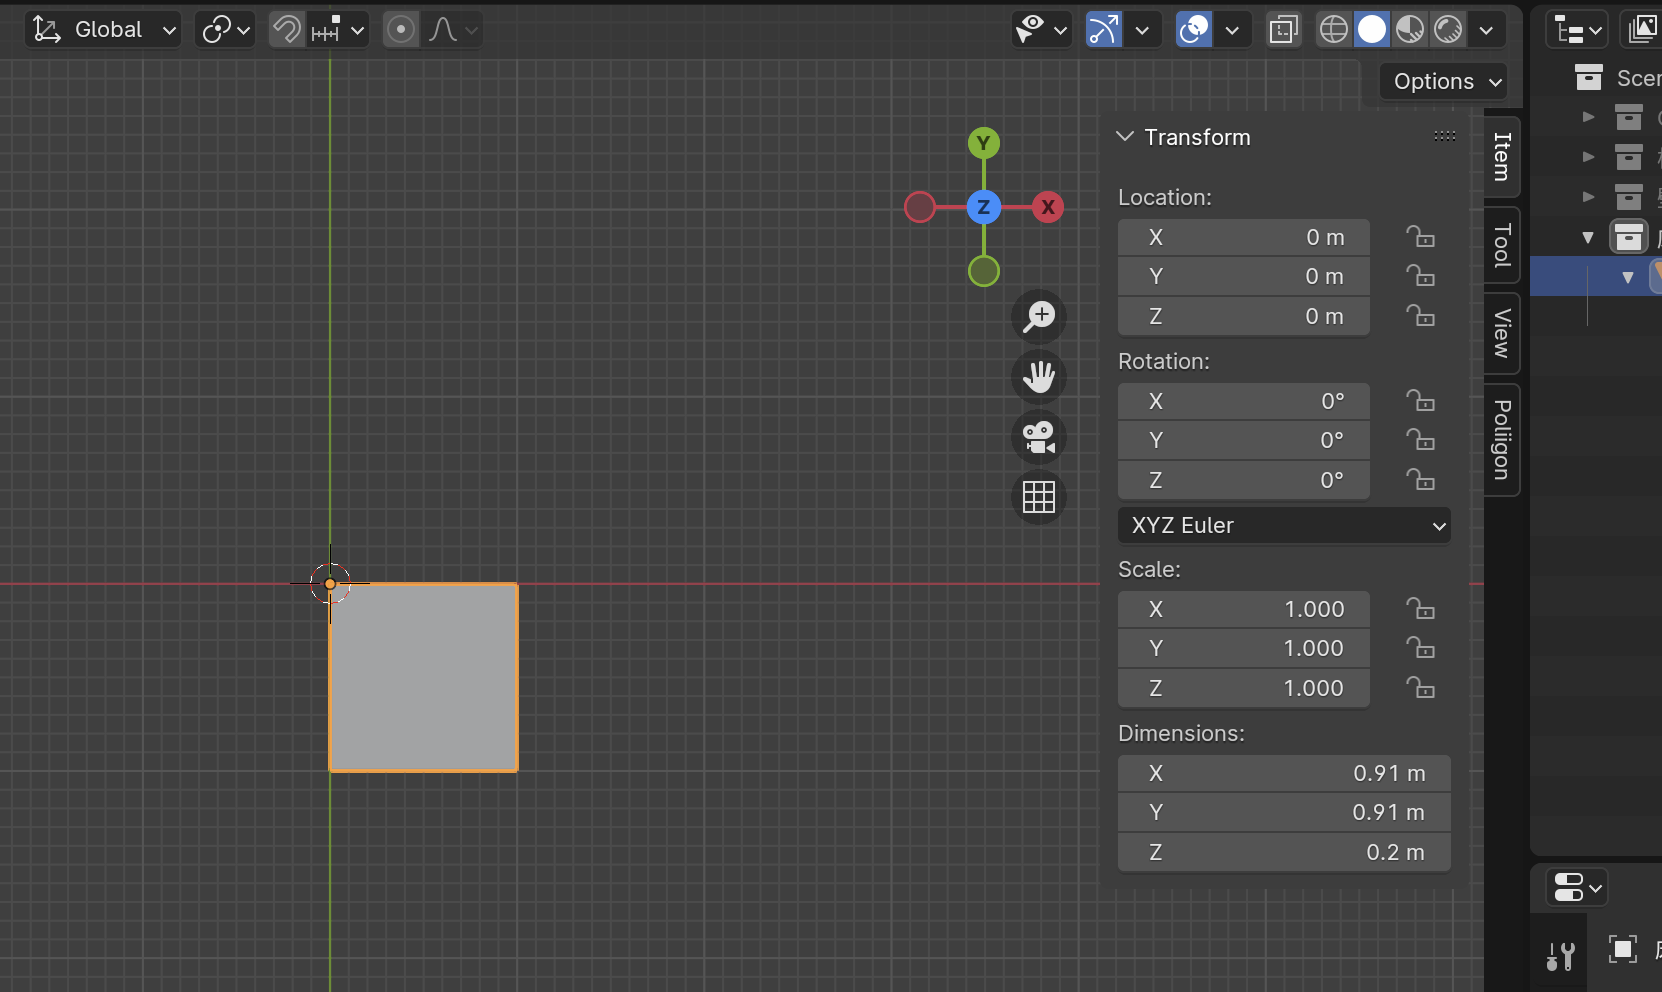 Global
Options
Scer
Y
Z
X
Transform
Location:
X 0 m
Y 0 m
Z 0 m
Rotation:
X 0°
Y 0°
Z 0°
XYZ Euler
Scale:
X 1.000
Y 1.000
Z 1.000
Dimensions:
X 0.91 m
Y 0.91 m
Z 0.2 m
Item
Tool
View
Poliigon